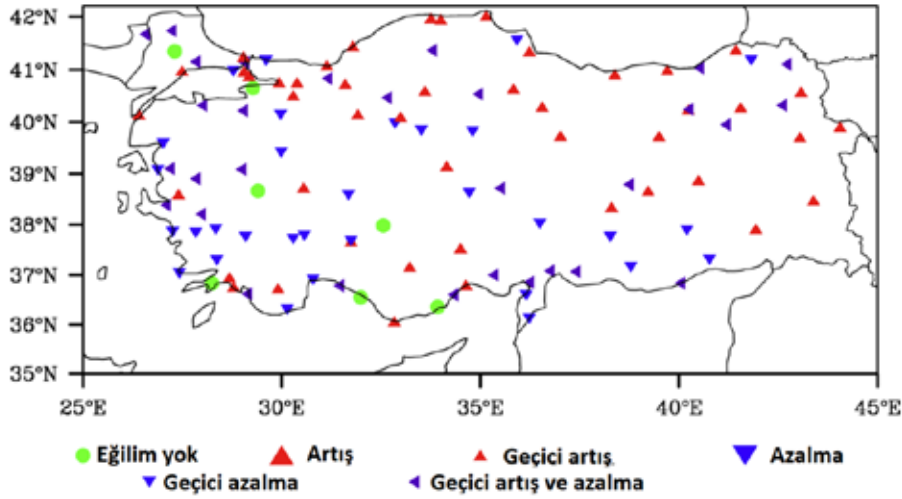 42°N
41°N
40°N
39°N
38°N
37°N
36°N
35°N
25°E 30°E 35°E 40°E 45°E
Eğilim yok Artış Geçici artış Azalma
Geçici azalma Geçici artış ve azalma